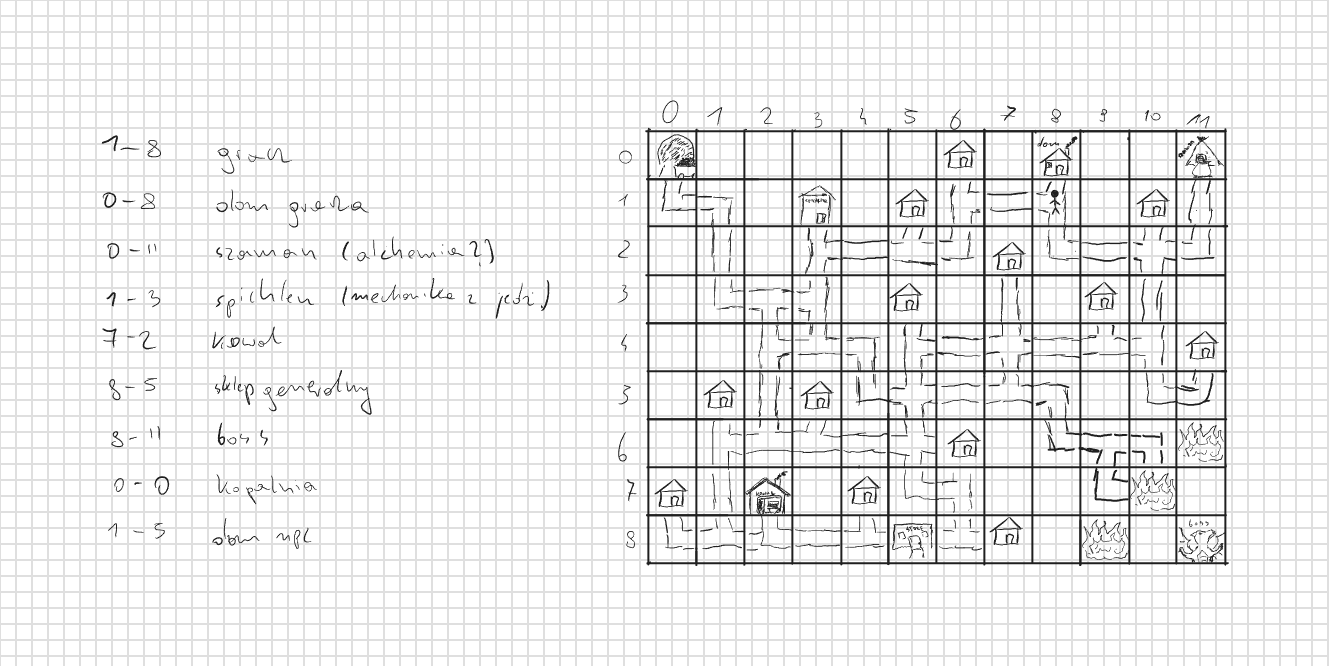 0 1 2 3 4 5 6 7 8 9 10 11
1-8 gracz
0-8 dom gracza
0-11 szaman (alchemia?)
1-3 spichlerz (mechanika z jedz.)
7-2 kowal
8-5 sklep generalny
8-11 boss
0-0 kopalnia
1-5 dom npc
0
1
2
3
4
5
6
7
8
dom
boss